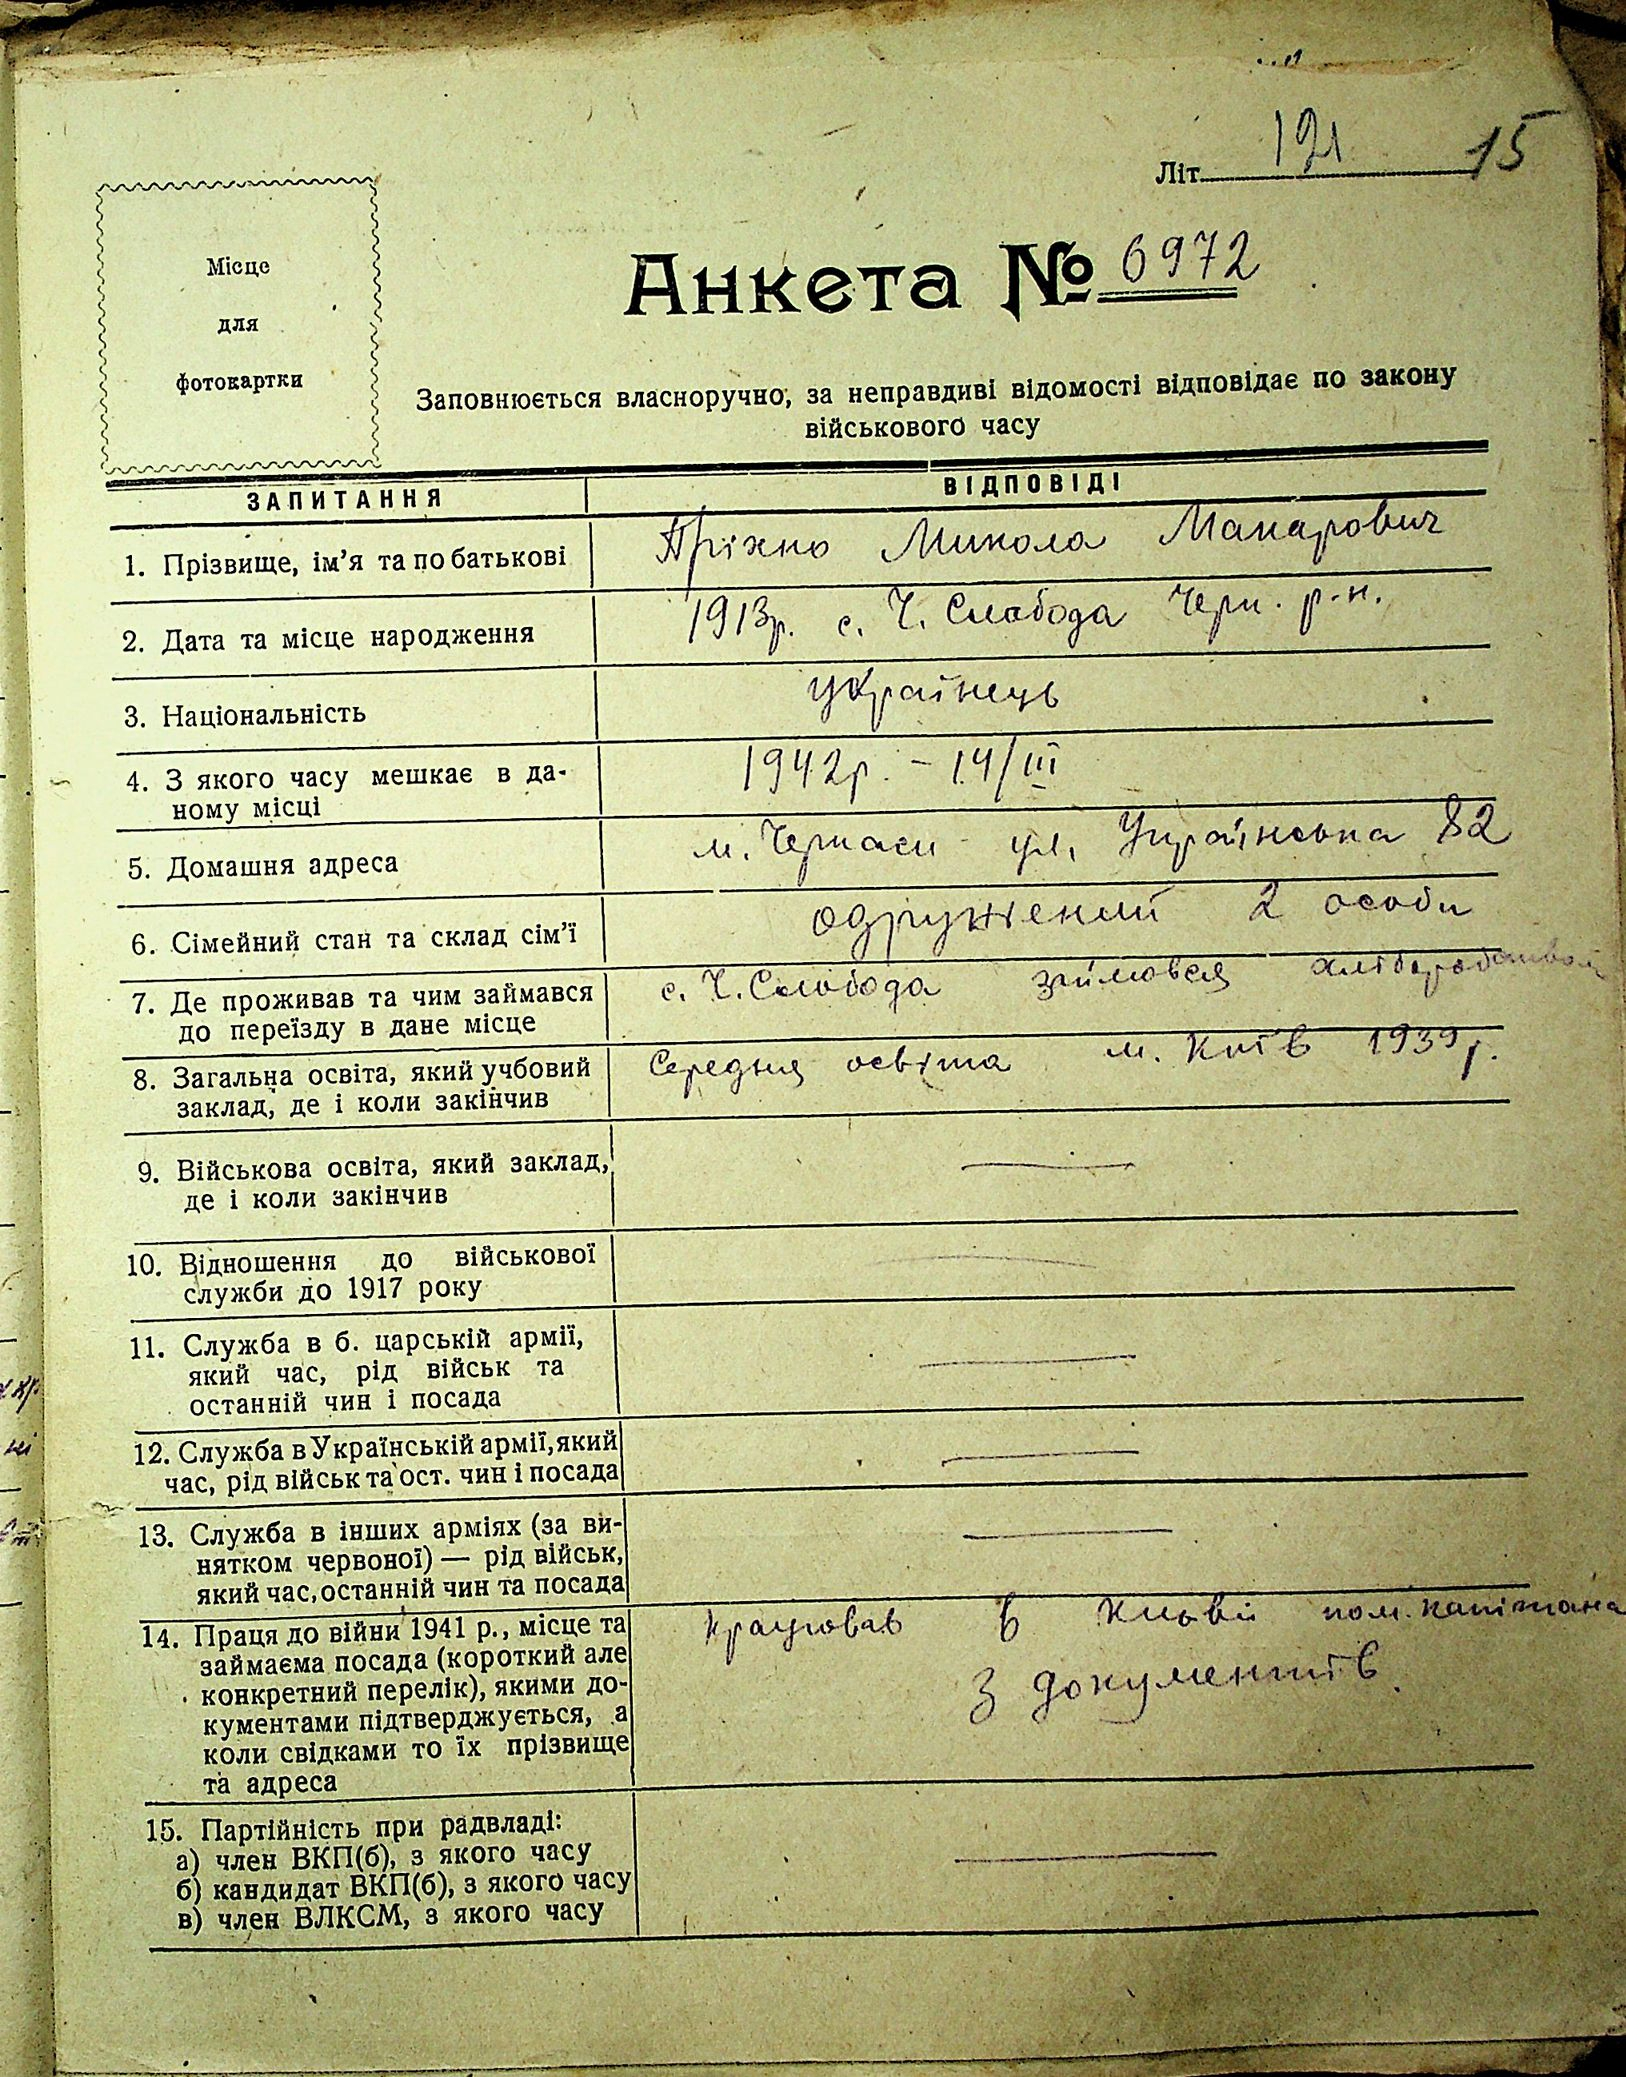 Літ. 121 15
Місце
для
фотокартки
Анкета № 6972
Заповнюється власноручно, за неправдиві відомості відповідає по закону
військового часу
ЗАПИТАННЯ ВІДПОВІДІ
1. Прізвище, ім'я та по батькові Микола Макарович
2. Дата та місце народження 1913р. с. Ч. Слобода Черк. р-н.
3. Національність українець
4. З якого часу мешкає в да-
ному місці 1942р. – 14/III
5. Домашня адреса м. Черкаси ул. Українська 82
6. Сімейний стан та склад сім'ї одружений 2 особи
7. Де проживав та чим займався с. Ч. Слобода займовся хліборобством
до переїзду в дане місце
8. Загальна освіта, який учбовий Середня освіта м. Київ 1939 р.
заклад, де і коли закінчив
9. Військова освіта, який заклад, —
де і коли закінчив
10. Відношення до військової —
служби до 1917 року
11. Служба в б. царській армії,
який час, рід військ та —
останній чин і посада
12. Служба в Українській армії, який —
час, рід військ та ост. чин і посада
13. Служба в інших арміях (за ви- —
нятком червоної) — рід військ,
який час, останній чин та посада
14. Праця до війни 1941 р., місце та працював в Києві пом. капітана
займаєма посада (короткий але
конкретний перелік), якими до- З документів.
кументами підтверджується, а
коли свідками то їх прізвище
та адреса
15. Партійність при радвладі:
а) член ВКП(б), з якого часу —
б) кандидат ВКП(б), з якого часу
в) член ВЛКСМ, з якого часу